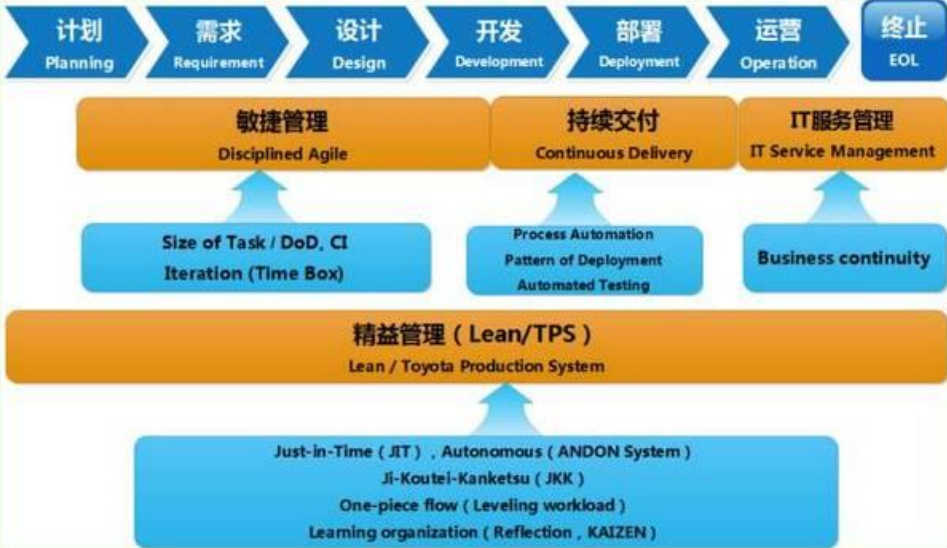 计划
Planning
需求
Requirement
设计
Design
开发
Development
部署
Deployment
运营
Operation
终止
EOL
敏捷管理
Disciplined Agile
持续交付
Continuous Delivery
IT服务管理
IT Service Management
Size of Task / DoD, CI
Iteration (Time Box)
Process Automation
Pattern of Deployment
Automated Testing
Business continuity
精益管理（Lean/TPS）
Lean / Toyota Production System
Just-in-Time（JIT）, Autonomous（ANDON System）
Ji-Koutei-Kanketsu（JKK）
One-piece flow（Leveling workload）
Learning organization（Reflection , KAIZEN）